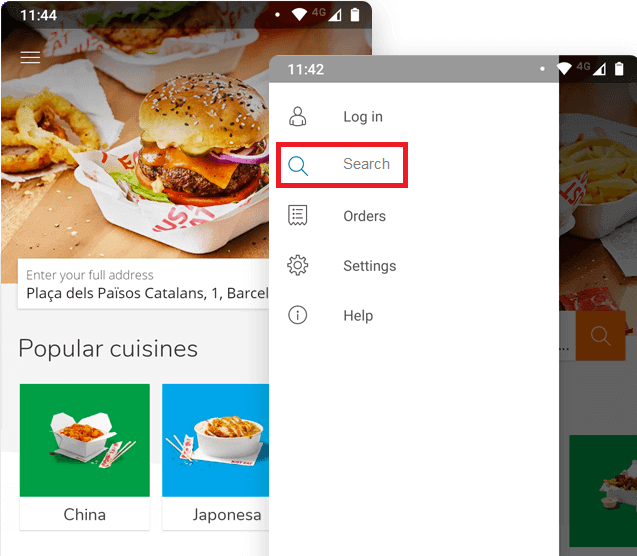 11:44
4G
Enter your full address
Plaça dels Països Catalans, 1, Barcel
Popular cuisines
China
Japonesa
11:42
4G
Log in
Search
Orders
Settings
Help
...